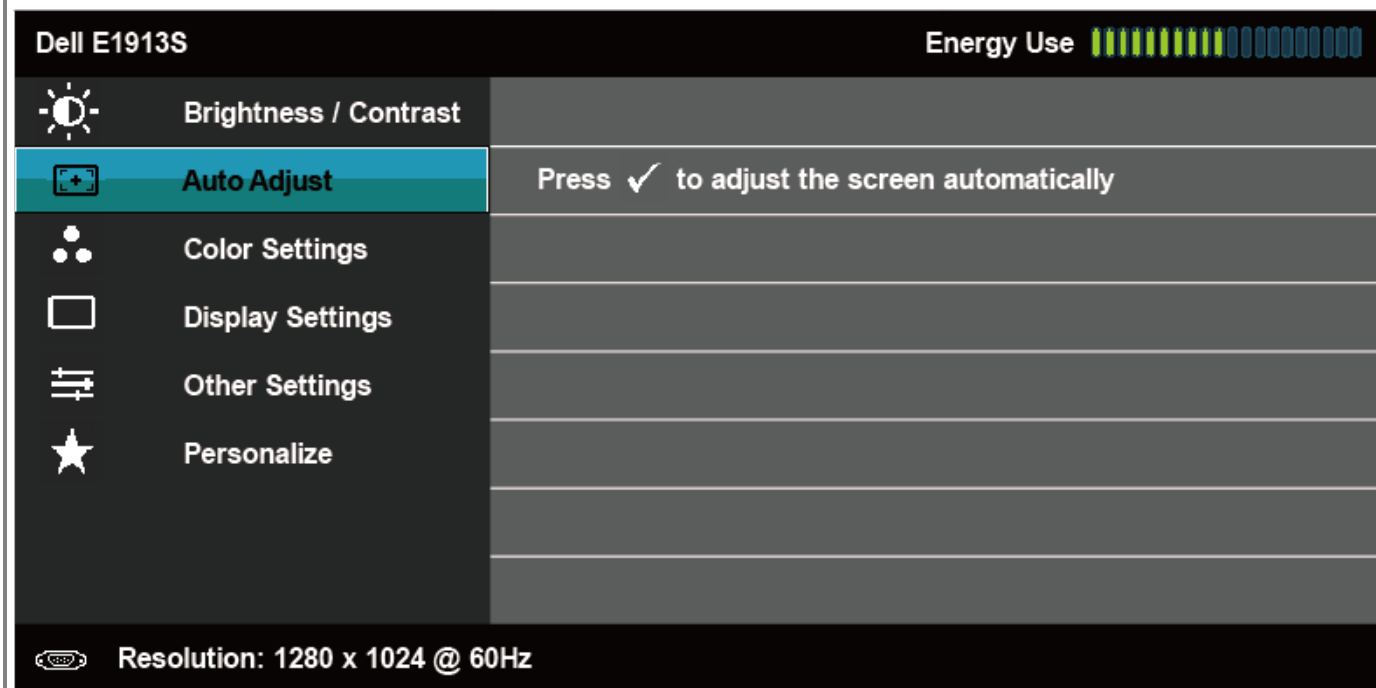 Dell E1913S Energy Use
Brightness / Contrast
Auto Adjust Press ✓ to adjust the screen automatically
Color Settings
Display Settings
Other Settings
Personalize
Resolution: 1280 x 1024 @ 60Hz